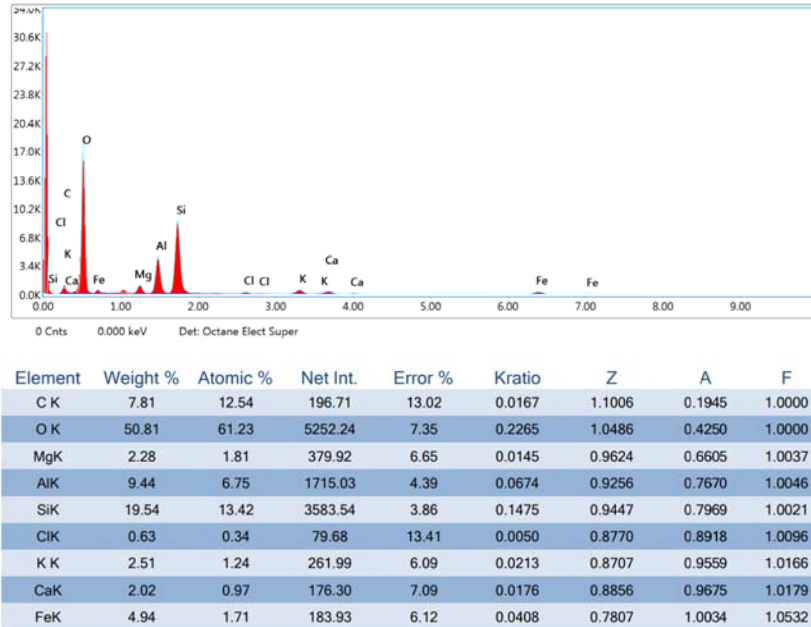 34.0K
30.6K
27.2K
23.8K
20.4K
O
17.0K
13.6K
C
10.2K
Si
Cl
6.8K
K
Al
Ca
3.4K
Si Ca Fe Mg Cl Cl K K Ca Fe Fe
0.0K
0.00 1.00 2.00 3.00 4.00 5.00 6.00 7.00 8.00 9.00
0 Cnts 0.000 keV Det: Octane Elect Super
Element Weight % Atomic % Net Int. Error % Kratio Z A F
C K 7.81 12.54 196.71 13.02 0.0167 1.1006 0.1945 1.0000
O K 50.81 61.23 5252.24 7.35 0.2265 1.0486 0.4250 1.0000
MgK 2.28 1.81 379.92 6.65 0.0145 0.9624 0.6605 1.0037
AlK 9.44 6.75 1715.03 4.39 0.0674 0.9256 0.7670 1.0046
SiK 19.54 13.42 3583.54 3.86 0.1475 0.9447 0.7969 1.0021
ClK 0.63 0.34 79.68 13.41 0.0050 0.8770 0.8918 1.0096
K K 2.51 1.24 261.99 6.09 0.0213 0.8707 0.9559 1.0166
CaK 2.02 0.97 176.30 7.09 0.0176 0.8856 0.9675 1.0179
FeK 4.94 1.71 183.93 6.12 0.0408 0.7807 1.0034 1.0532